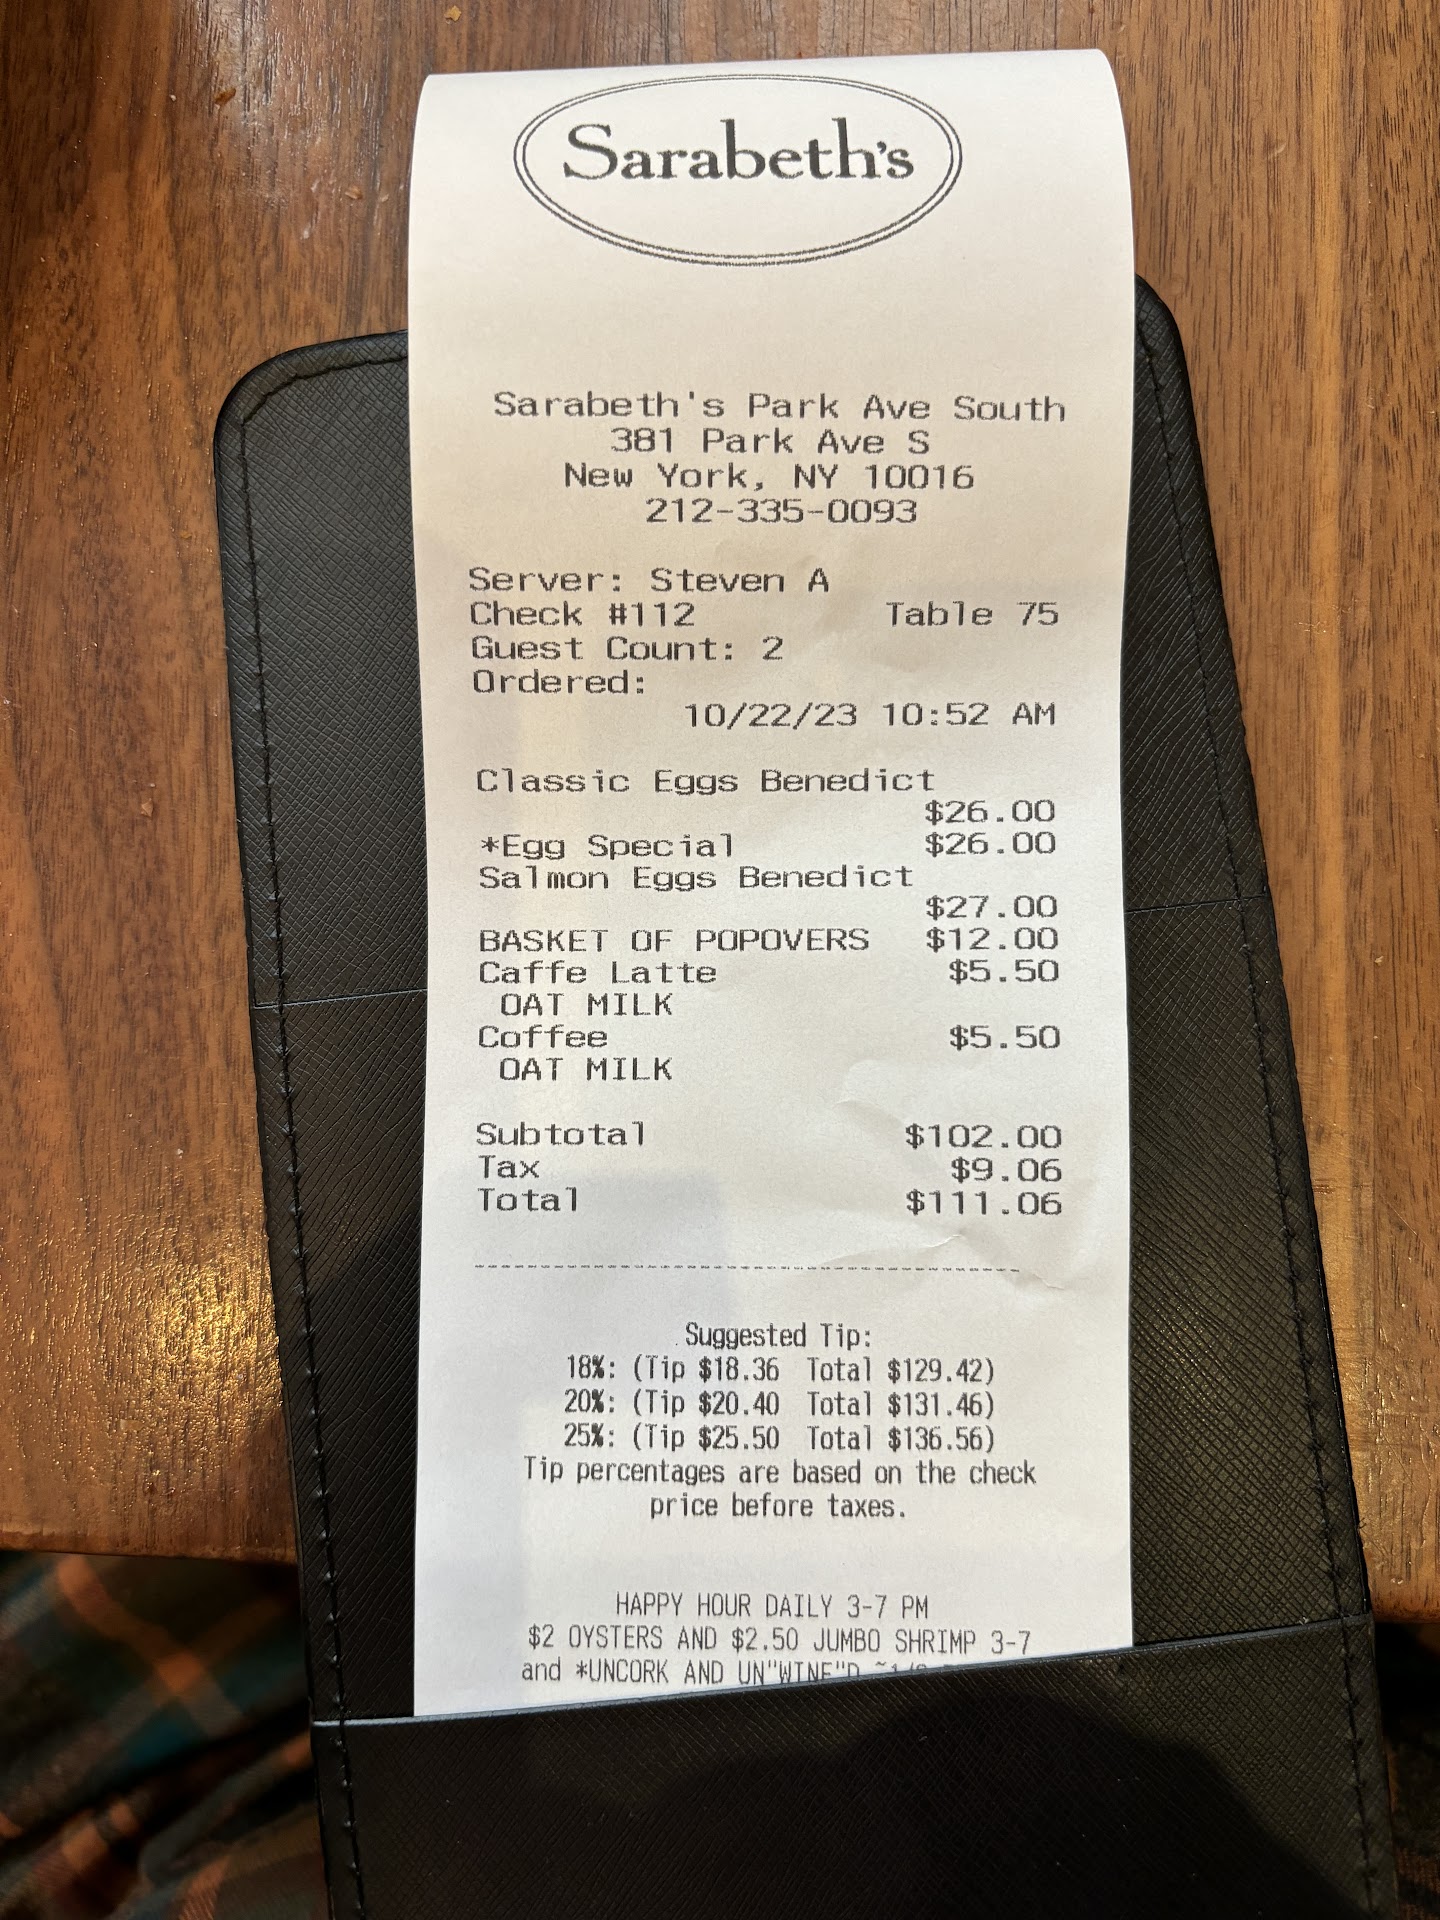 Sarabeth's
Sarabeth's Park Ave South
381 Park Ave S
New York, NY 10016
212-335-0093
Server: Steven A
Check #112 Table 75
Guest Count: 2
Ordered:
10/22/23 10:52 AM
Classic Eggs Benedict
$26.00
*Egg Special $26.00
Salmon Eggs Benedict
$27.00
BASKET OF POPOVERS $12.00
Caffe Latte $5.50
OAT MILK
Coffee $5.50
OAT MILK
Subtotal $102.00
Tax $9.06
Total $111.06
Suggested Tip:
18%: (Tip $18.36 Total $129.42)
20%: (Tip $20.40 Total $131.46)
25%: (Tip $25.50 Total $136.56)
Tip percentages are based on the check
price before taxes.
HAPPY HOUR DAILY 3-7 PM
$2 OYSTERS AND $2.50 JUMBO SHRIMP 3-7
and *UNCORK AND UN"WINE"D